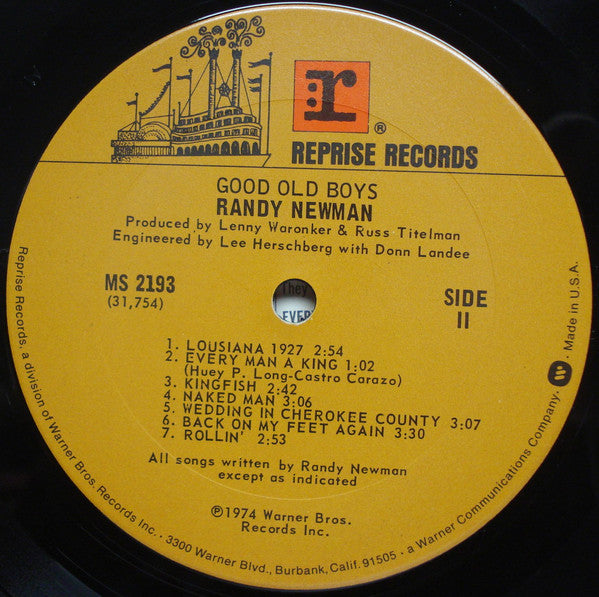 r
®
REPRISE RECORDS
GOOD OLD BOYS
RANDY NEWMAN
Produced by Lenny Waronker & Russ Titelman
Engineered by Lee Herschberg with Donn Landee
MS 2193
(31,754)
They
EVER
SIDE
II
1. LOUSIANA 1927 2:54
2. EVERY MAN A KING 1:02
(Huey P. Long-Castro Carazo)
3. KINGFISH 2:42
4. NAKED MAN 3:06
5. WEDDING IN CHEROKEE COUNTY 3:07
6. BACK ON MY FEET AGAIN 3:30
7. ROLLIN' 2:53
All songs written by Randy Newman
except as indicated
℗1974 Warner Bros.
Records Inc.
Reprise Records, a division of Warner Bros. Records Inc. · 3300 Warner Blvd., Burbank, Calif. 91505 · a Warner Communications Company · Made in U.S.A.